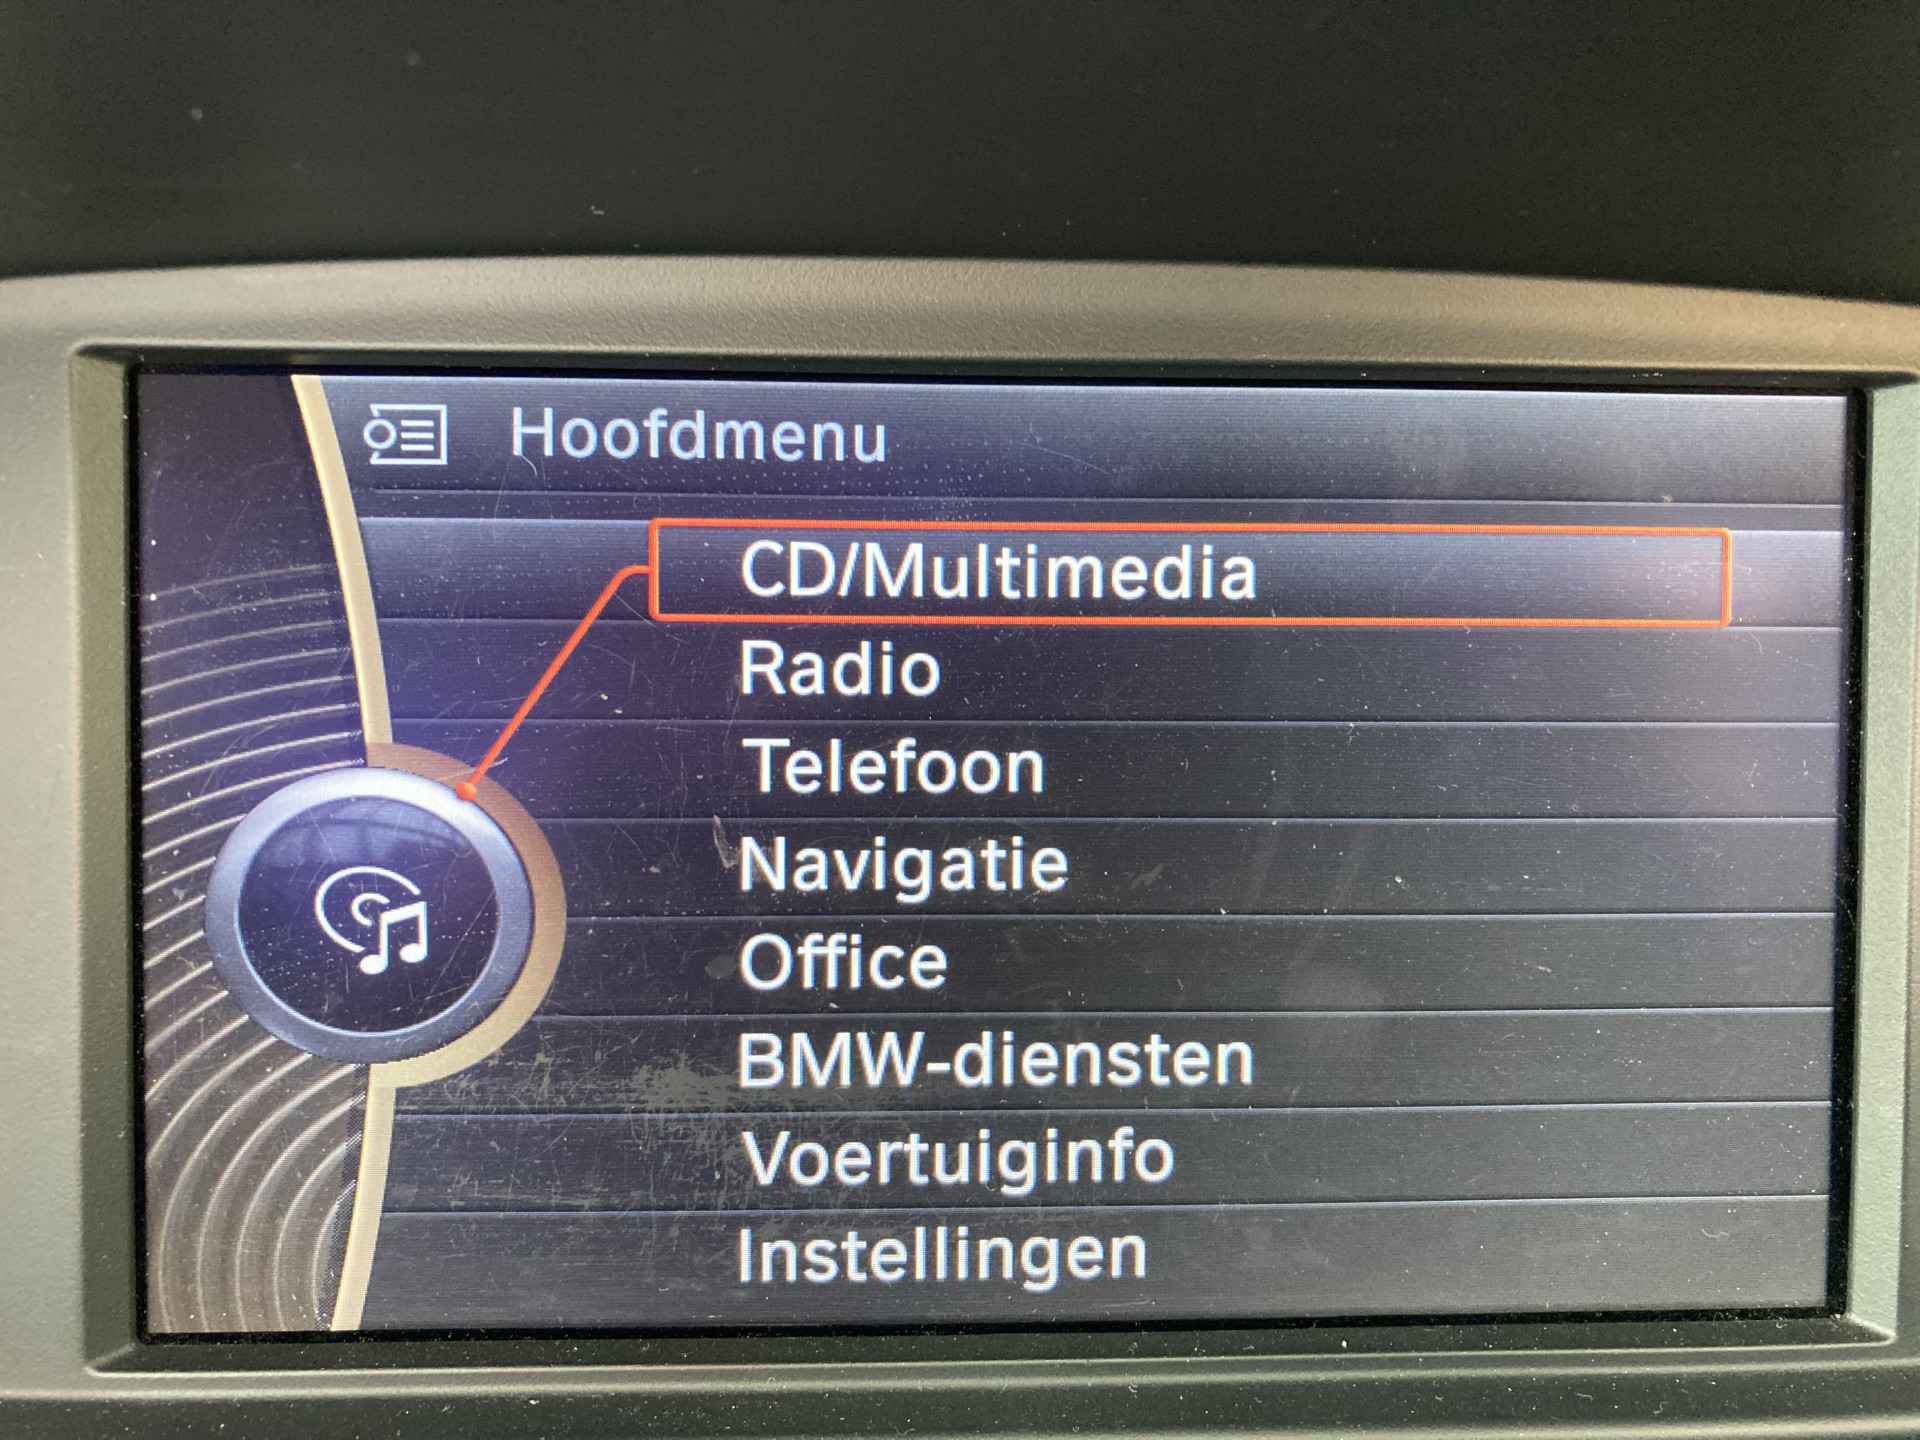 Hoofdmenu
CD/Multimedia
Radio
Telefoon
Navigatie
Office
BMW-diensten
Voertuiginfo
Instellingen